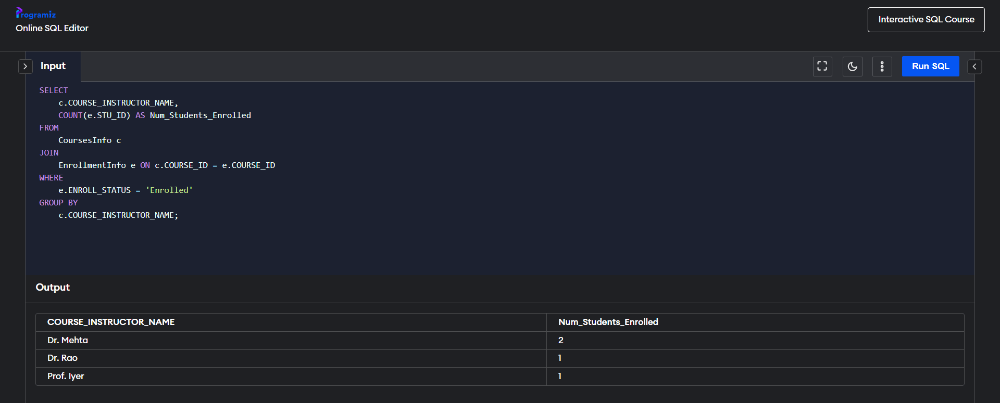 Programiz
Online SQL Editor
Interactive SQL Course
Input
Run SQL
SELECT
    c.COURSE_INSTRUCTOR_NAME,
    COUNT(e.STU_ID) AS Num_Students_Enrolled
FROM
    CoursesInfo c
JOIN
    EnrollmentInfo e ON c.COURSE_ID = e.COURSE_ID
WHERE
    e.ENROLL_STATUS = 'Enrolled'
GROUP BY
    c.COURSE_INSTRUCTOR_NAME;
Output
COURSE_INSTRUCTOR_NAME Num_Students_Enrolled
Dr. Mehta 2
Dr. Rao 1
Prof. Iyer 1